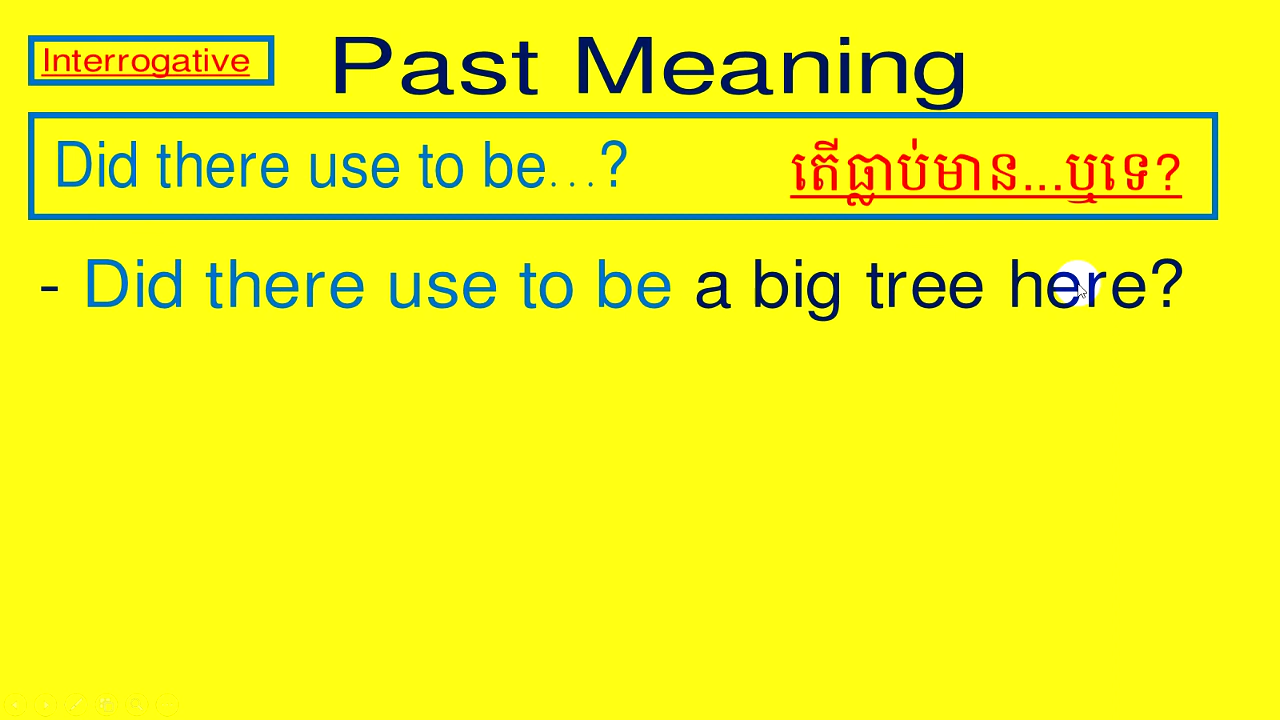 Interrogative
Past Meaning
Did there use to be...? តើធ្លាប់មាន...ឬទេ?
- Did there use to be a big tree here?